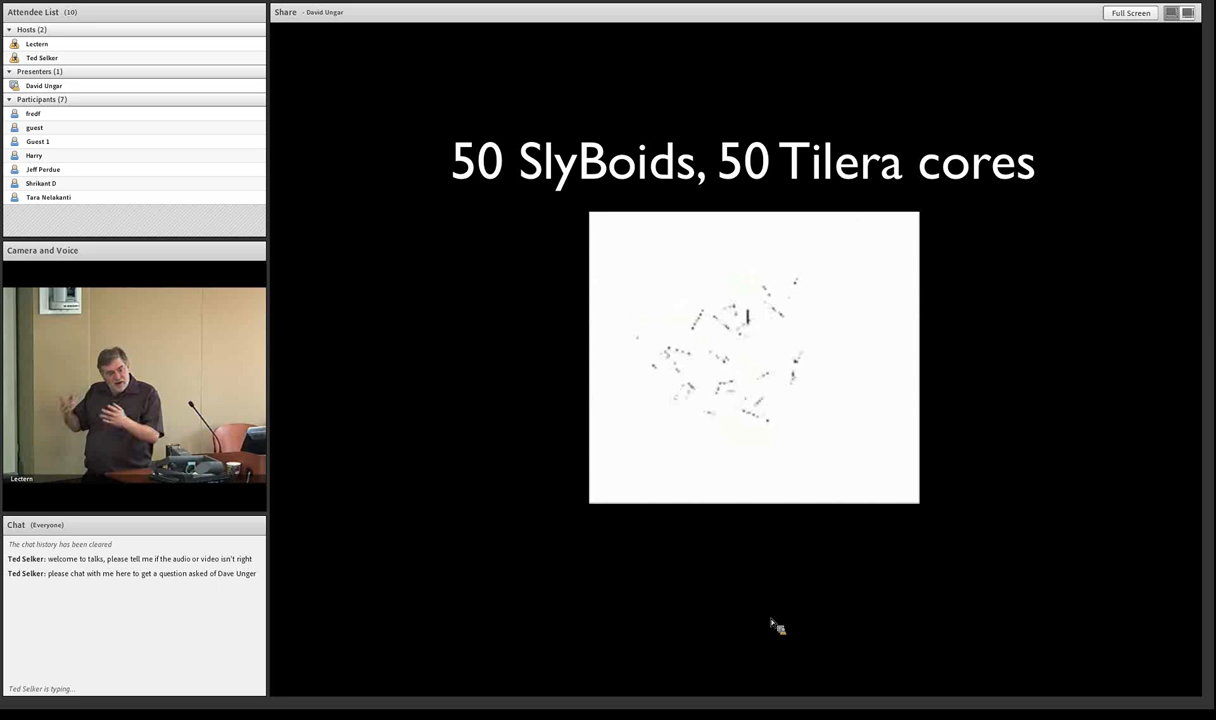 Attendee List (10)
Hosts (2)
Lectern
Ted Selker
Presenters (1)
David Ungar
Participants (7)
fredf
guest
Guest 1
Harry
Jeff Perdue
Shrikant D
Tara Nelakanti
Camera and Voice
Lectern
Chat (Everyone)
The chat history has been cleared
Ted Selker: welcome to talks, please tell me if the audio or video isn't right
Ted Selker: please chat with me here to get a question asked of Dave Unger
Ted Selker is typing...
Share - David Ungar
Full Screen
50 SlyBoids, 50 Tilera cores